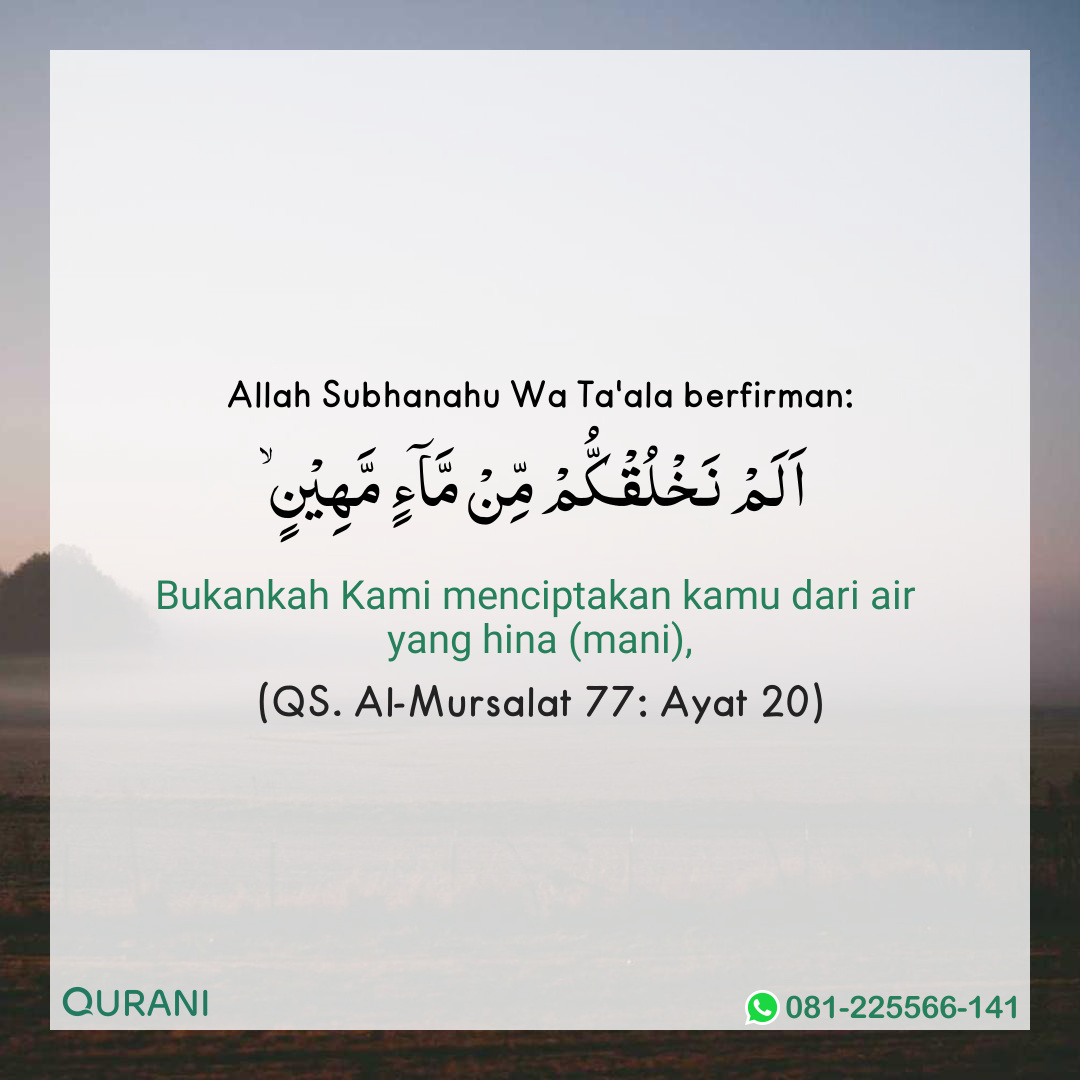 Allah Subhanahu Wa Ta'ala berfirman:
اَلَمْ نَخْلُقْكُّمْ مِّنْ مَّآءٍ مَّهِيْنٍۙ
Bukankah Kami menciptakan kamu dari air
yang hina (mani),
(QS. Al-Mursalat 77: Ayat 20)
QURANI
081-225566-141